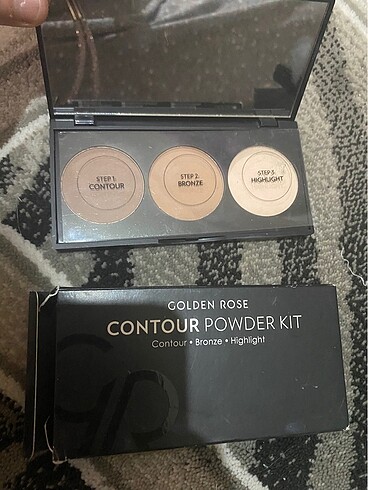 STEP 1.
CONTOUR
STEP 2.
BRONZE
STEP 3.
HIGHLIGHT
GOLDEN ROSE
CONTOUR POWDER KIT
Contour • Bronze • Highlight